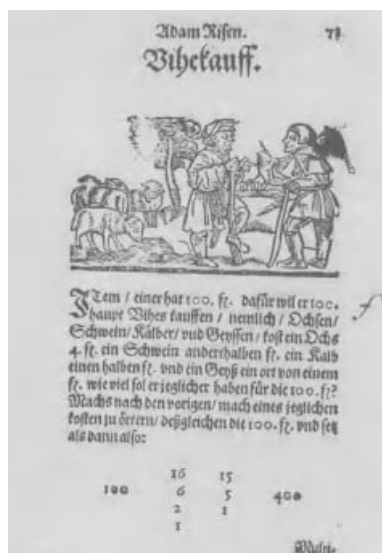 Adam Risen. 71
Vihekauff.
ITem / einer hat 100. fl. dafür wil er 100.
haupt Vihes kauffen / nemlich / Ochsen /
Schwein / Kälber / vnd Geyssen / kost ein Ochs
4. fl. ein Schwein anderthalben fl. ein Kalb
einen halben fl. vnd ein Geyß ein ort von einem
fl. wie viel sol er jeglicher haben für die 100. fl?
Machs nach den vorigen / mach eines jeglichen
kosten zu örtern / deßgleichen die 100. fl. vnd setz
als dann also:
16 15
100 6 5 400
2 1
1
Multi-